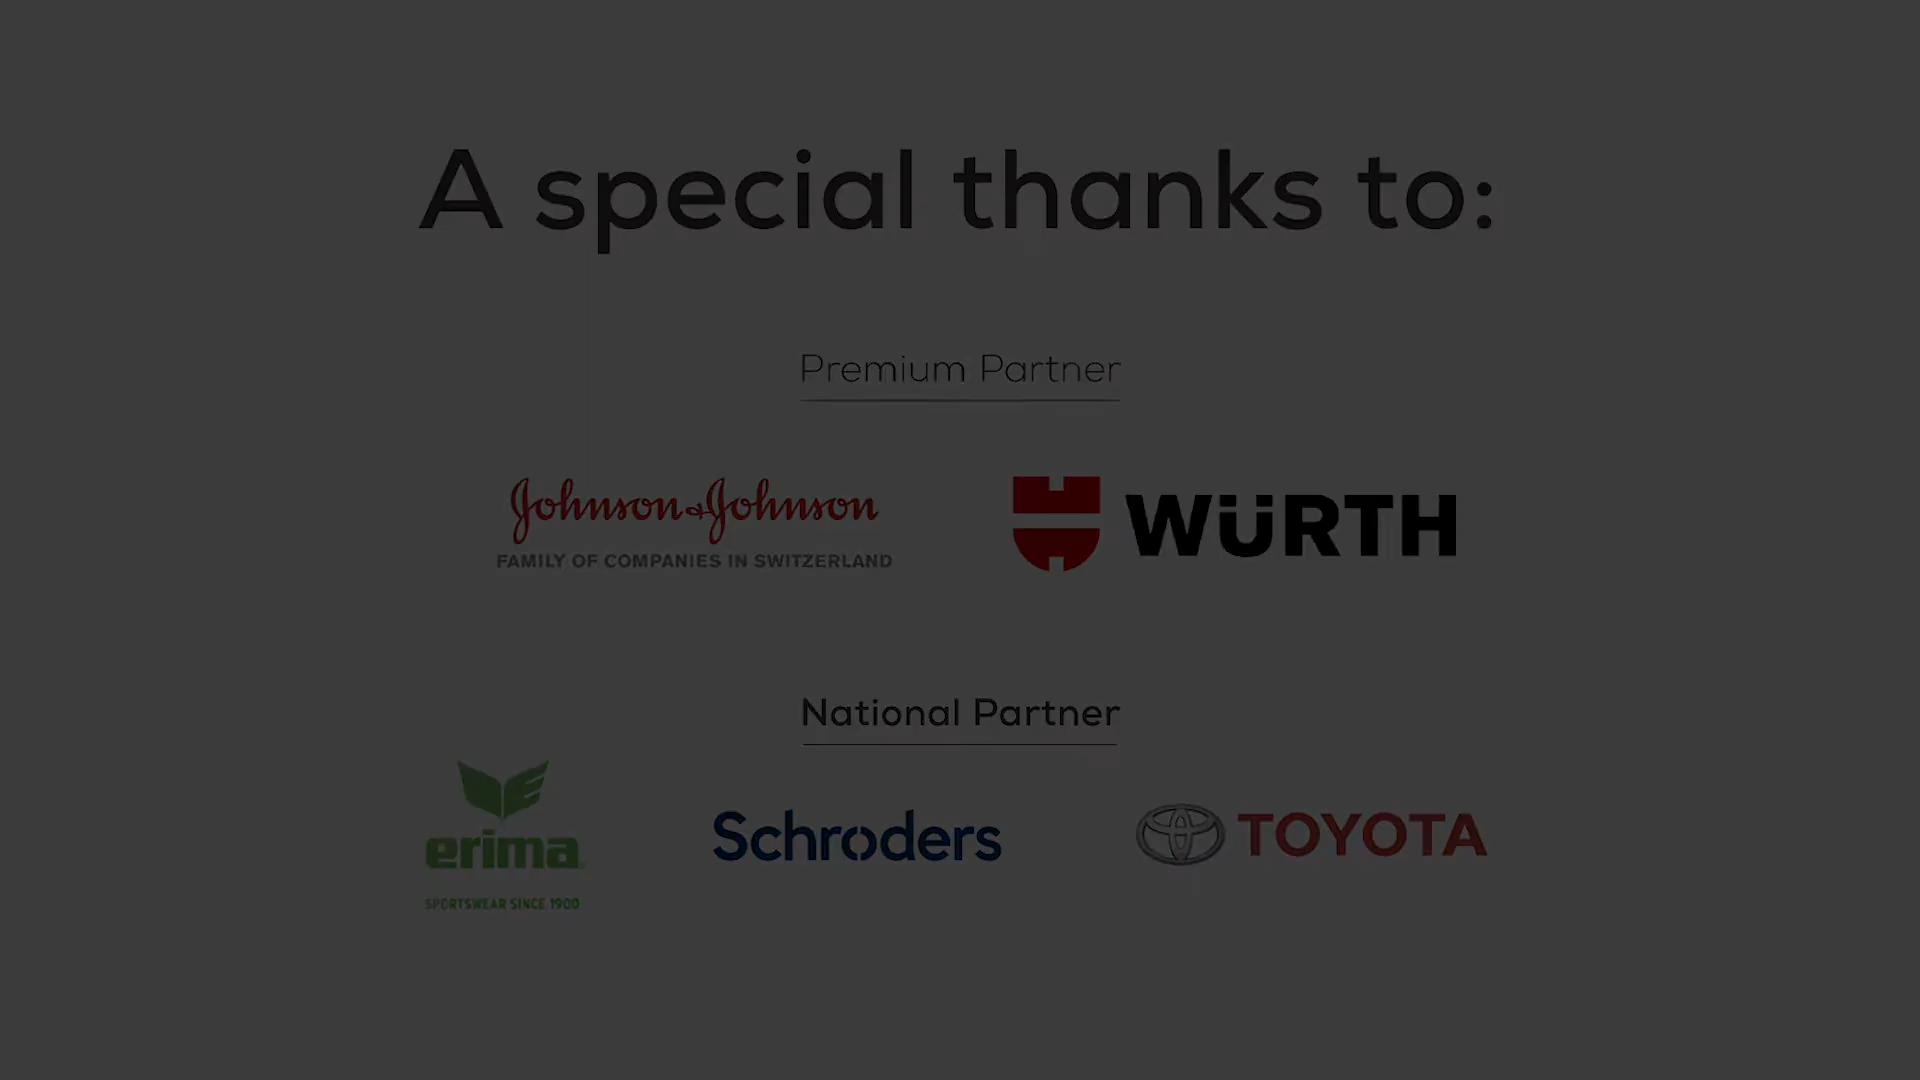 A special thanks to:
Premium Partner
Johnson & Johnson
FAMILY OF COMPANIES IN SWITZERLAND
WÜRTH
National Partner
erima
SPORTSWEAR SINCE 1900
Schroders
TOYOTA